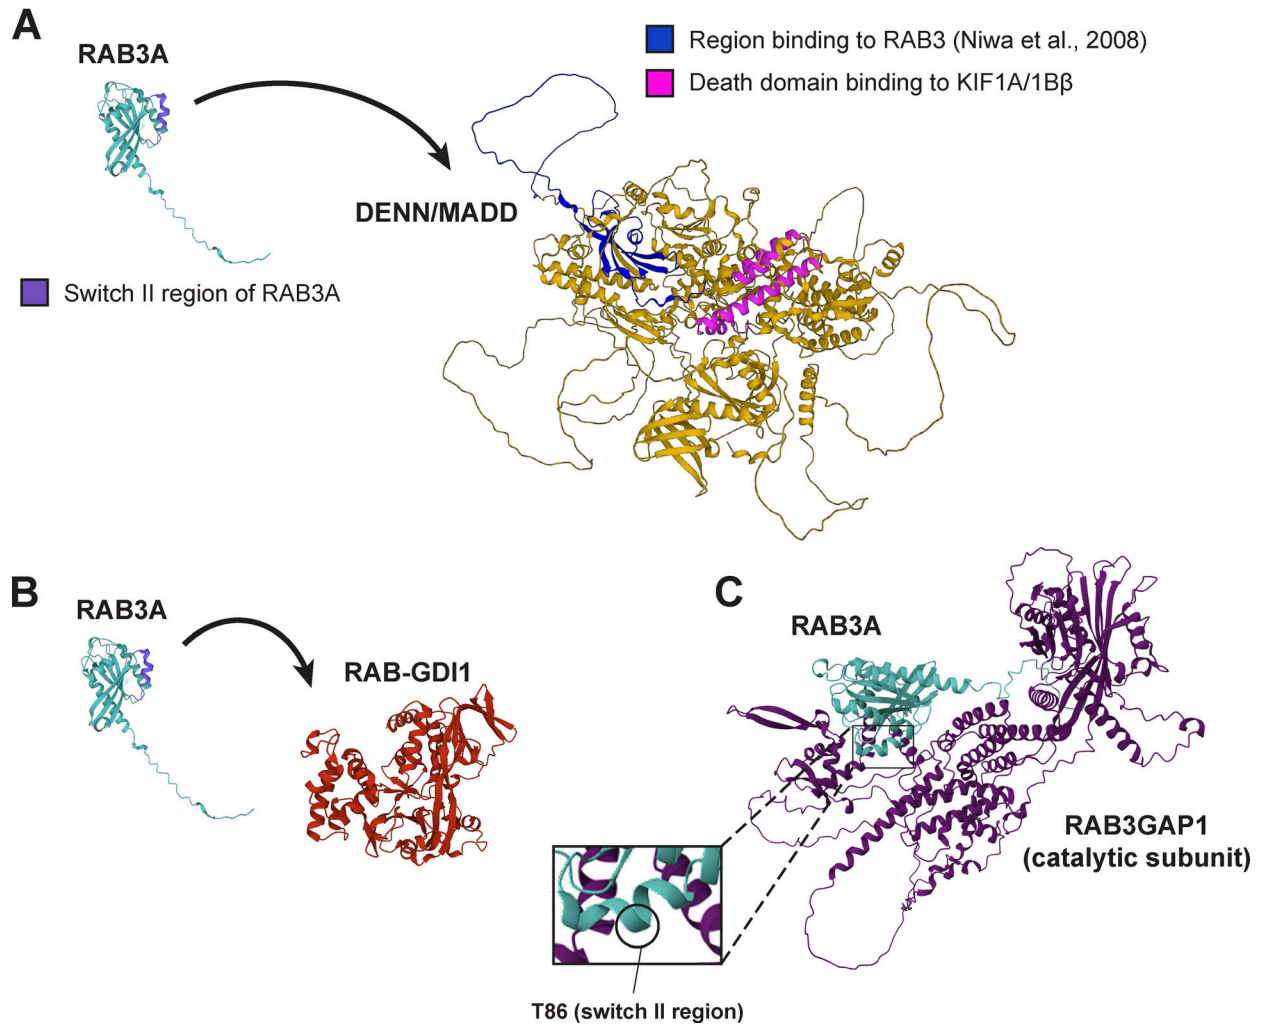 A
RAB3A
Region binding to RAB3 (Niwa et al., 2008)
Death domain binding to KIF1A/1Bβ
DENN/MADD
Switch II region of RAB3A
B
RAB3A
RAB-GDI1
C
RAB3A
RAB3GAP1
(catalytic subunit)
T86 (switch II region)